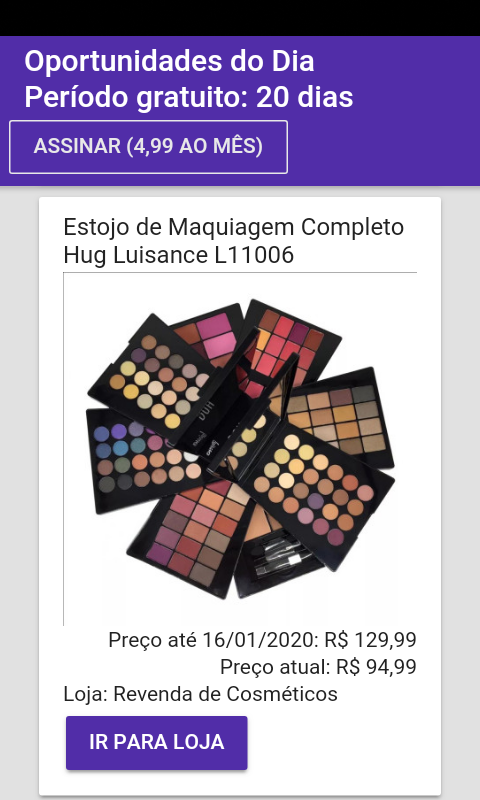 Oportunidades do Dia
Período gratuito: 20 dias
ASSINAR (4,99 AO MÊS)
Estojo de Maquiagem Completo
Hug Luisance L11006
Preço até 16/01/2020: R$ 129,99
Preço atual: R$ 94,99
Loja: Revenda de Cosméticos
IR PARA LOJA